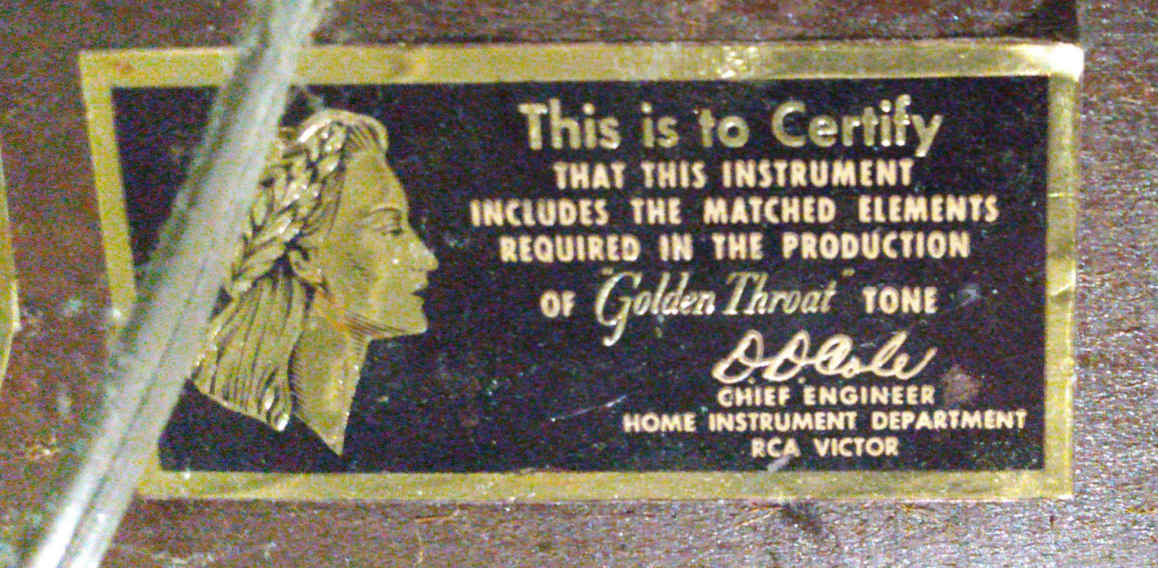 This is to Certify
THAT THIS INSTRUMENT
INCLUDES THE MATCHED ELEMENTS
REQUIRED IN THE PRODUCTION
OF "Golden Throat" TONE
D.D. Cole
CHIEF ENGINEER
HOME INSTRUMENT DEPARTMENT
RCA VICTOR